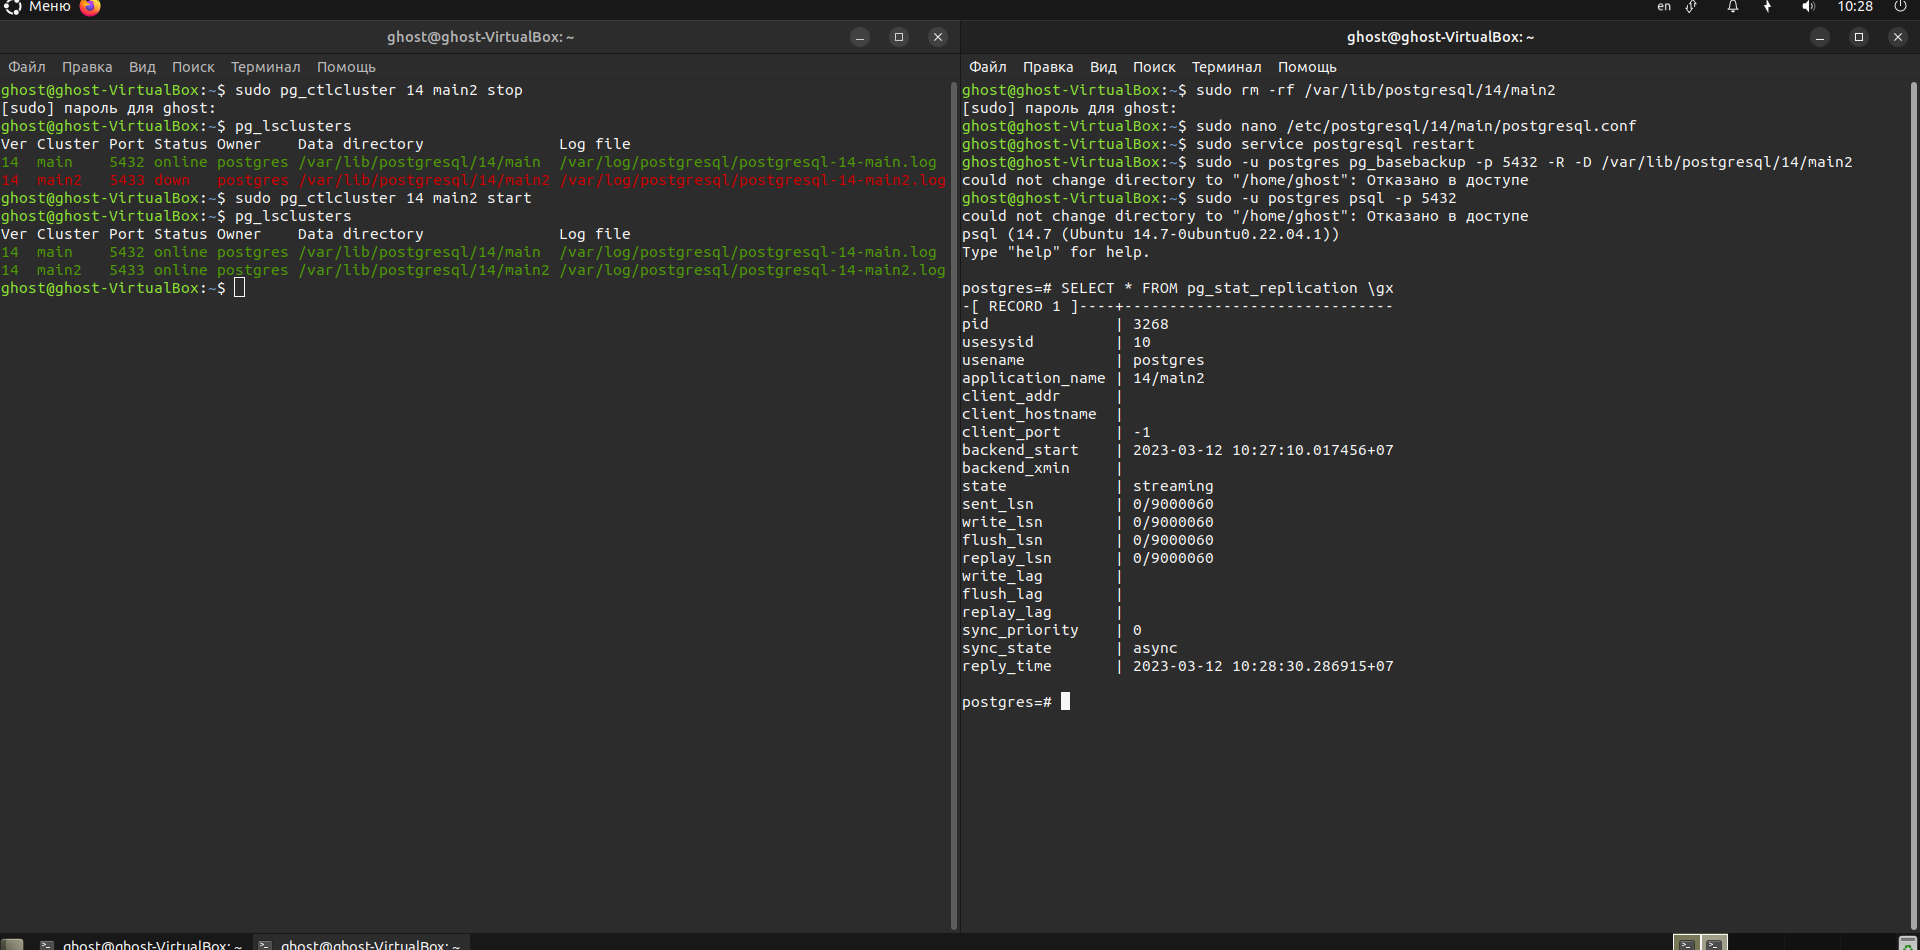 Меню
en
10:28
ghost@ghost-VirtualBox: ~
Файл Правка Вид Поиск Терминал Помощь
ghost@ghost-VirtualBox:~$ sudo pg_ctlcluster 14 main2 stop
[sudo] пароль для ghost:
ghost@ghost-VirtualBox:~$ pg_lsclusters
Ver Cluster Port Status Owner    Data directory               Log file
14  main    5432 online postgres /var/lib/postgresql/14/main  /var/log/postgresql/postgresql-14-main.log
14  main2   5433 down   postgres /var/lib/postgresql/14/main2 /var/log/postgresql/postgresql-14-main2.log
ghost@ghost-VirtualBox:~$ sudo pg_ctlcluster 14 main2 start
ghost@ghost-VirtualBox:~$ pg_lsclusters
Ver Cluster Port Status Owner    Data directory               Log file
14  main    5432 online postgres /var/lib/postgresql/14/main  /var/log/postgresql/postgresql-14-main.log
14  main2   5433 online postgres /var/lib/postgresql/14/main2 /var/log/postgresql/postgresql-14-main2.log
ghost@ghost-VirtualBox:~$
ghost@ghost-VirtualBox: ~
Файл Правка Вид Поиск Терминал Помощь
ghost@ghost-VirtualBox:~$ sudo rm -rf /var/lib/postgresql/14/main2
[sudo] пароль для ghost:
ghost@ghost-VirtualBox:~$ sudo nano /etc/postgresql/14/main/postgresql.conf
ghost@ghost-VirtualBox:~$ sudo service postgresql restart
ghost@ghost-VirtualBox:~$ sudo -u postgres pg_basebackup -p 5432 -R -D /var/lib/postgresql/14/main2
could not change directory to "/home/ghost": Отказано в доступе
ghost@ghost-VirtualBox:~$ sudo -u postgres psql -p 5432
could not change directory to "/home/ghost": Отказано в доступе
psql (14.7 (Ubuntu 14.7-0ubuntu0.22.04.1))
Type "help" for help.
postgres=# SELECT * FROM pg_stat_replication \gx
-[ RECORD 1 ]----+------------------------------
pid              | 3268
usesysid         | 10
usename          | postgres
application_name | 14/main2
client_addr      |
client_hostname  |
client_port      | -1
backend_start    | 2023-03-12 10:27:10.017456+07
backend_xmin     |
state            | streaming
sent_lsn         | 0/9000060
write_lsn        | 0/9000060
flush_lsn        | 0/9000060
replay_lsn       | 0/9000060
write_lag        |
flush_lag        |
replay_lag       |
sync_priority    | 0
sync_state       | async
reply_time       | 2023-03-12 10:28:30.286915+07
postgres=#
ghost@ghost-VirtualBox: ~
ghost@ghost-VirtualBox: ~